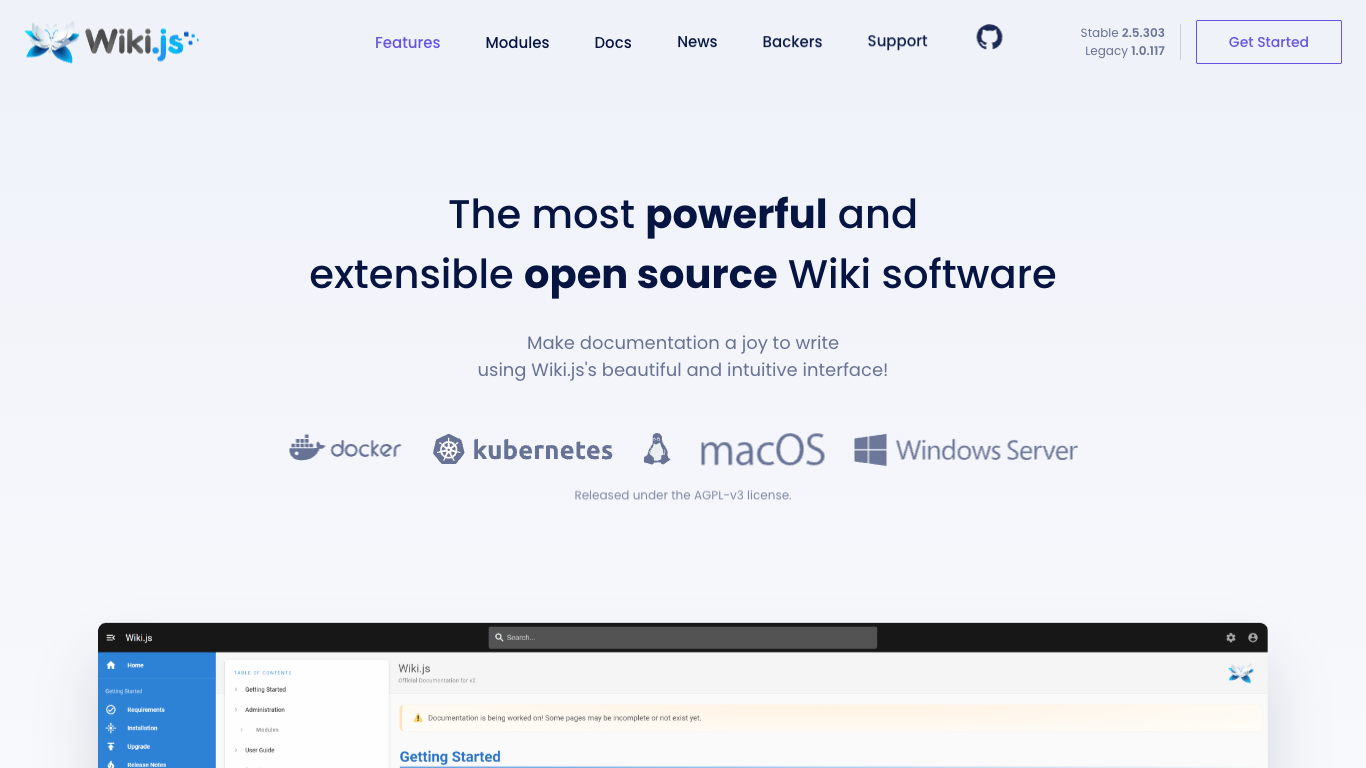 Wiki.js
Features
Modules
Docs
News
Backers
Support
Stable 2.5.303
Legacy 1.0.117
Get Started
The most powerful and
extensible open source Wiki software
Make documentation a joy to write
using Wiki.js's beautiful and intuitive interface!
docker
kubernetes
macOS
Windows Server
Released under the AGPL-v3 license.
Wiki.js
Search...
Home
Getting Started
Requirements
Installation
Upgrade
Release Notes
TABLE OF CONTENTS
Getting Started
Administration
Modules
User Guide
Wiki.js
Official Documentation for v2
Documentation is being worked on! Some pages may be incomplete or not exist yet.
Getting Started